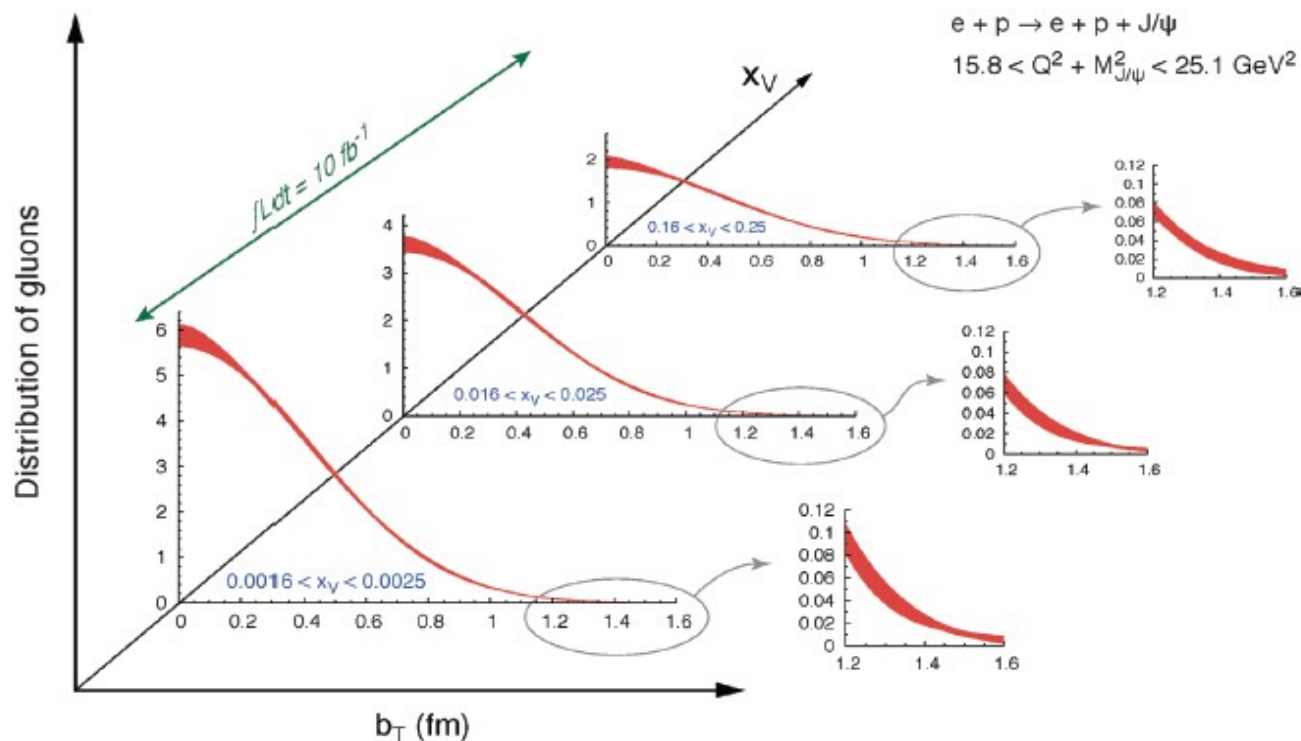 e + p → e + p + J/ψ
15.8 < Q² + M²_J/ψ < 25.1 GeV²
∫Ldt = 10 fb⁻¹
x_V
Distribution of gluons
2
1
0
0.16 < x_V < 0.25
0 0.2 0.4 0.6 0.8 1 1.2 1.4 1.6
0.12
0.1
0.08
0.06
0.04
0.02
0
1.2 1.4 1.6
4
3
2
1
0
0.016 < x_V < 0.025
0 0.2 0.4 0.6 0.8 1 1.2 1.4 1.6
0.12
0.1
0.08
0.06
0.04
0.02
0
1.2 1.4 1.6
6
5
4
3
2
1
0
0.0016 < x_V < 0.0025
0 0.2 0.4 0.6 0.8 1 1.2 1.4 1.6
0.12
0.1
0.08
0.06
0.04
0.02
0
1.2 1.4 1.6
b_T (fm)